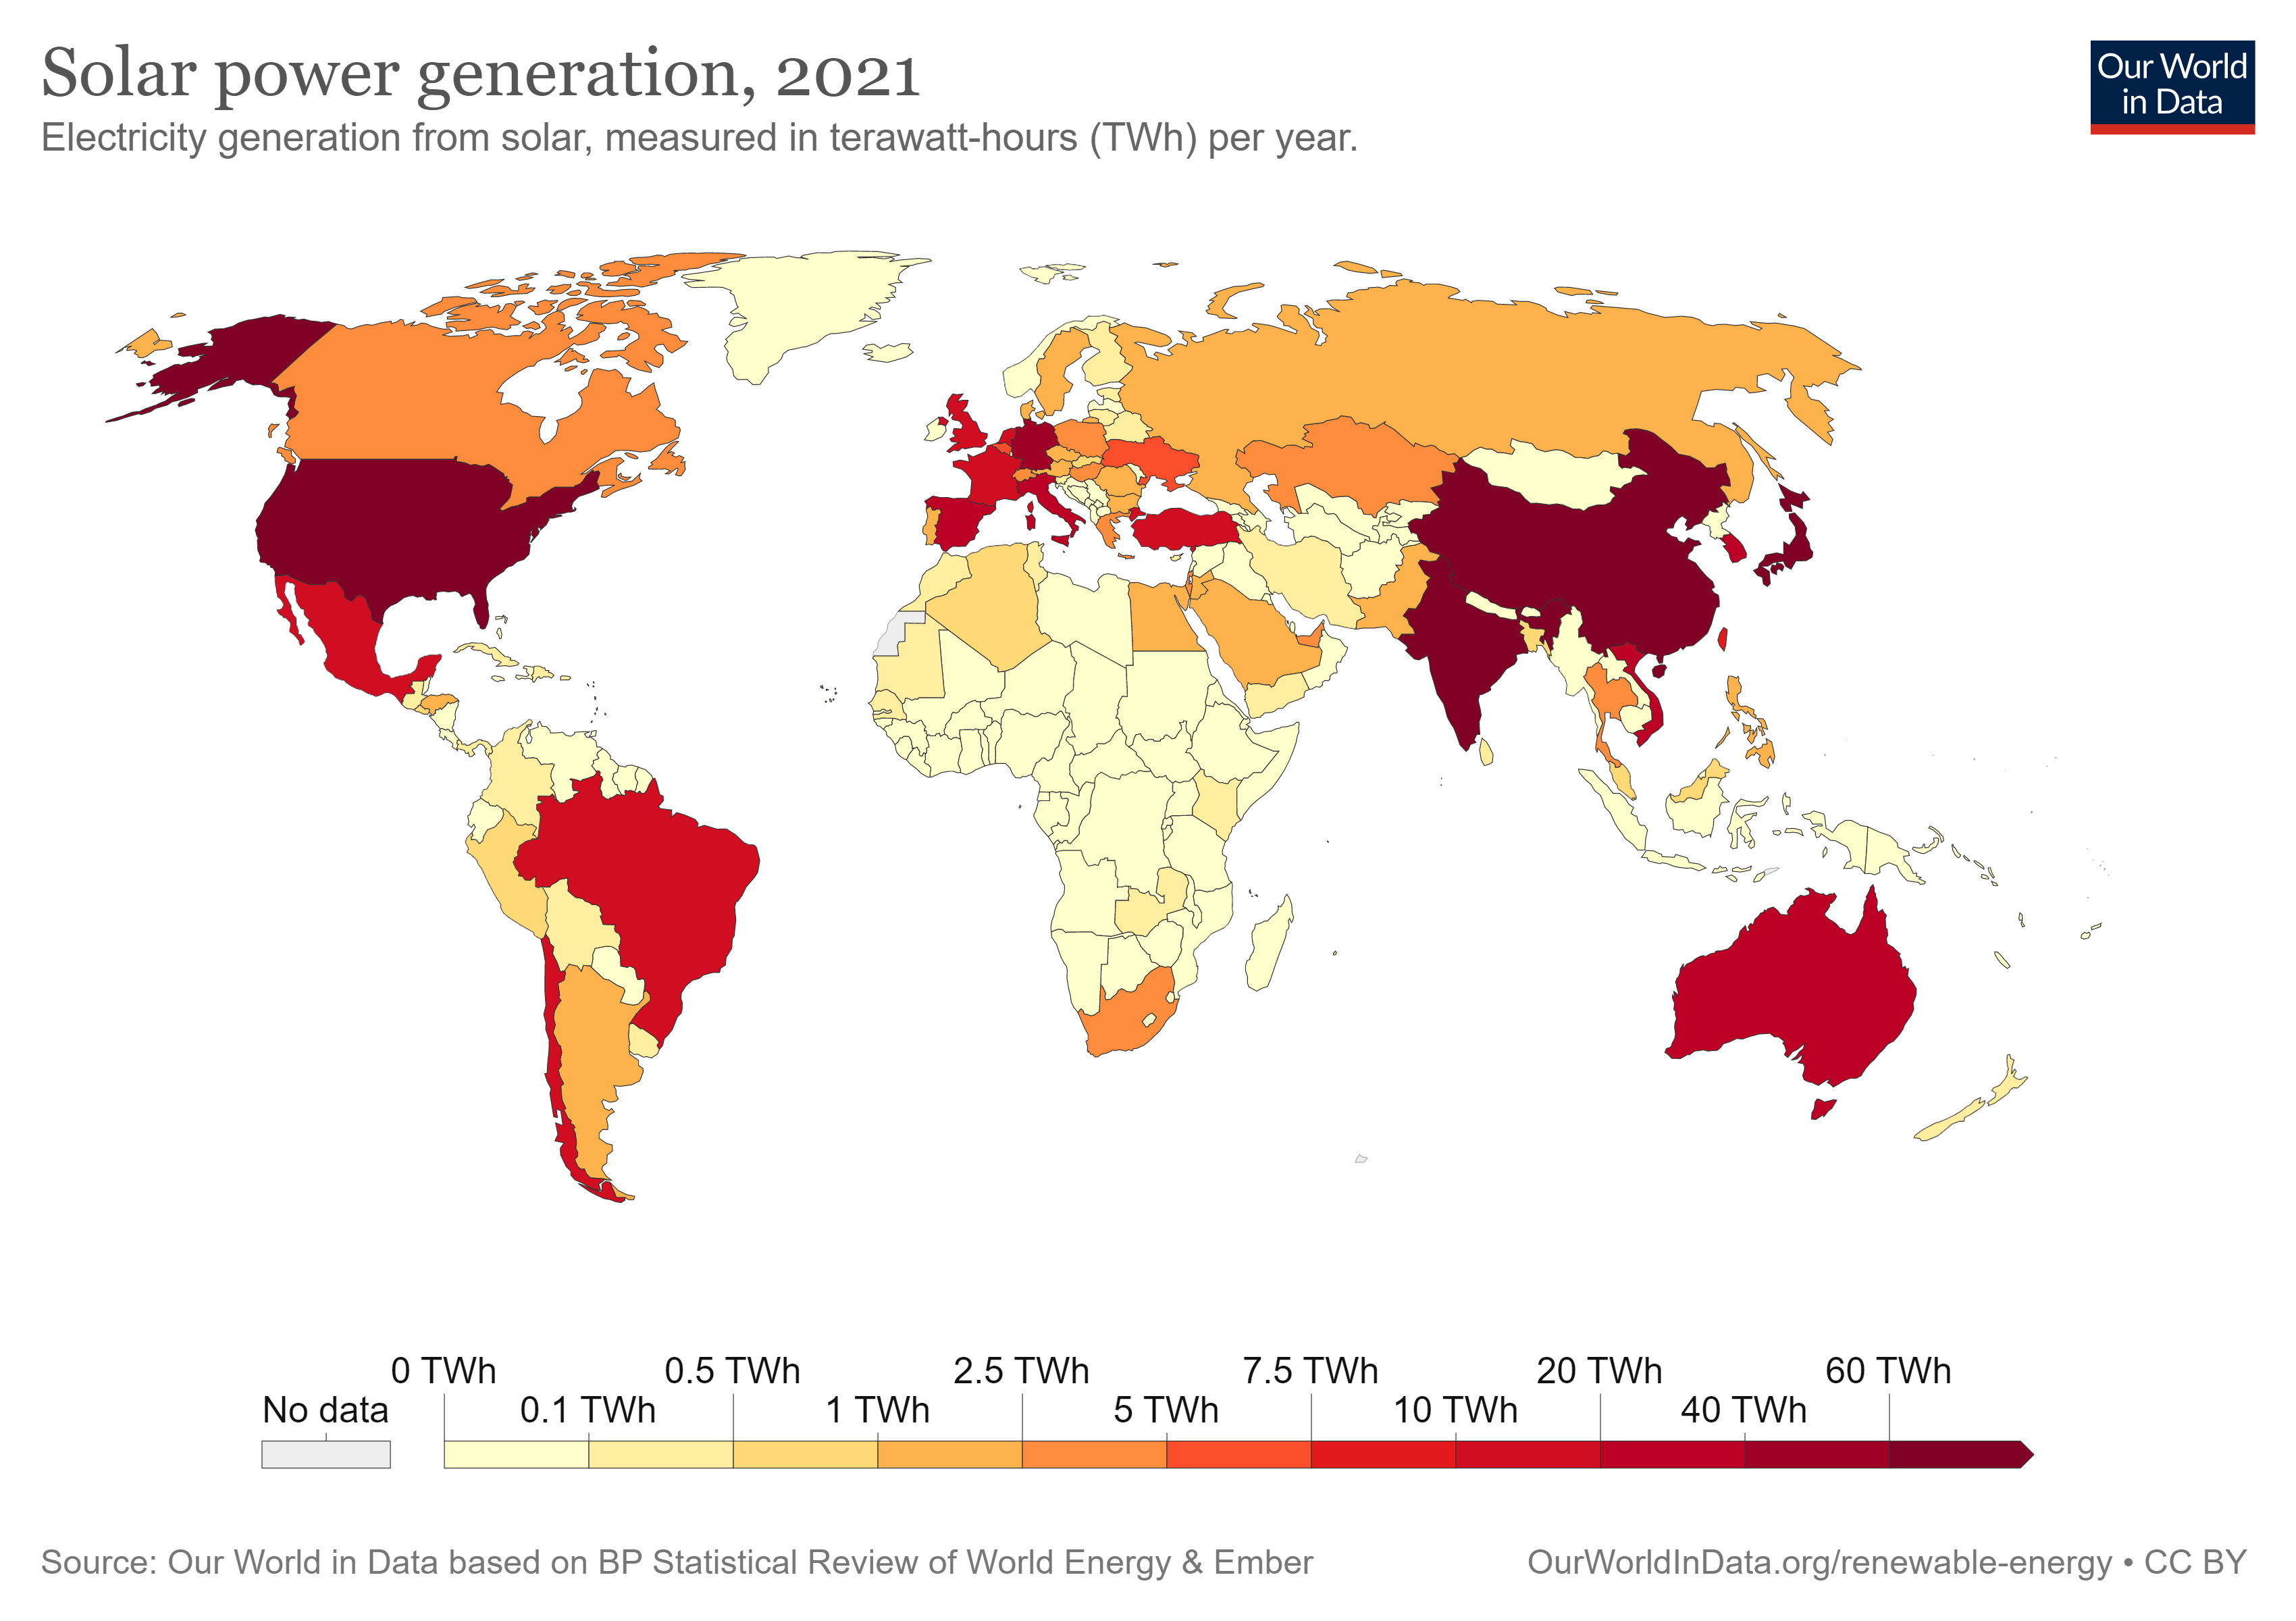 Solar power generation, 2021
Electricity generation from solar, measured in terawatt-hours (TWh) per year.
Our World
in Data
0 TWh 0.5 TWh 2.5 TWh 7.5 TWh 20 TWh 60 TWh
No data 0.1 TWh 1 TWh 5 TWh 10 TWh 40 TWh
Source: Our World in Data based on BP Statistical Review of World Energy & Ember
OurWorldInData.org/renewable-energy • CC BY